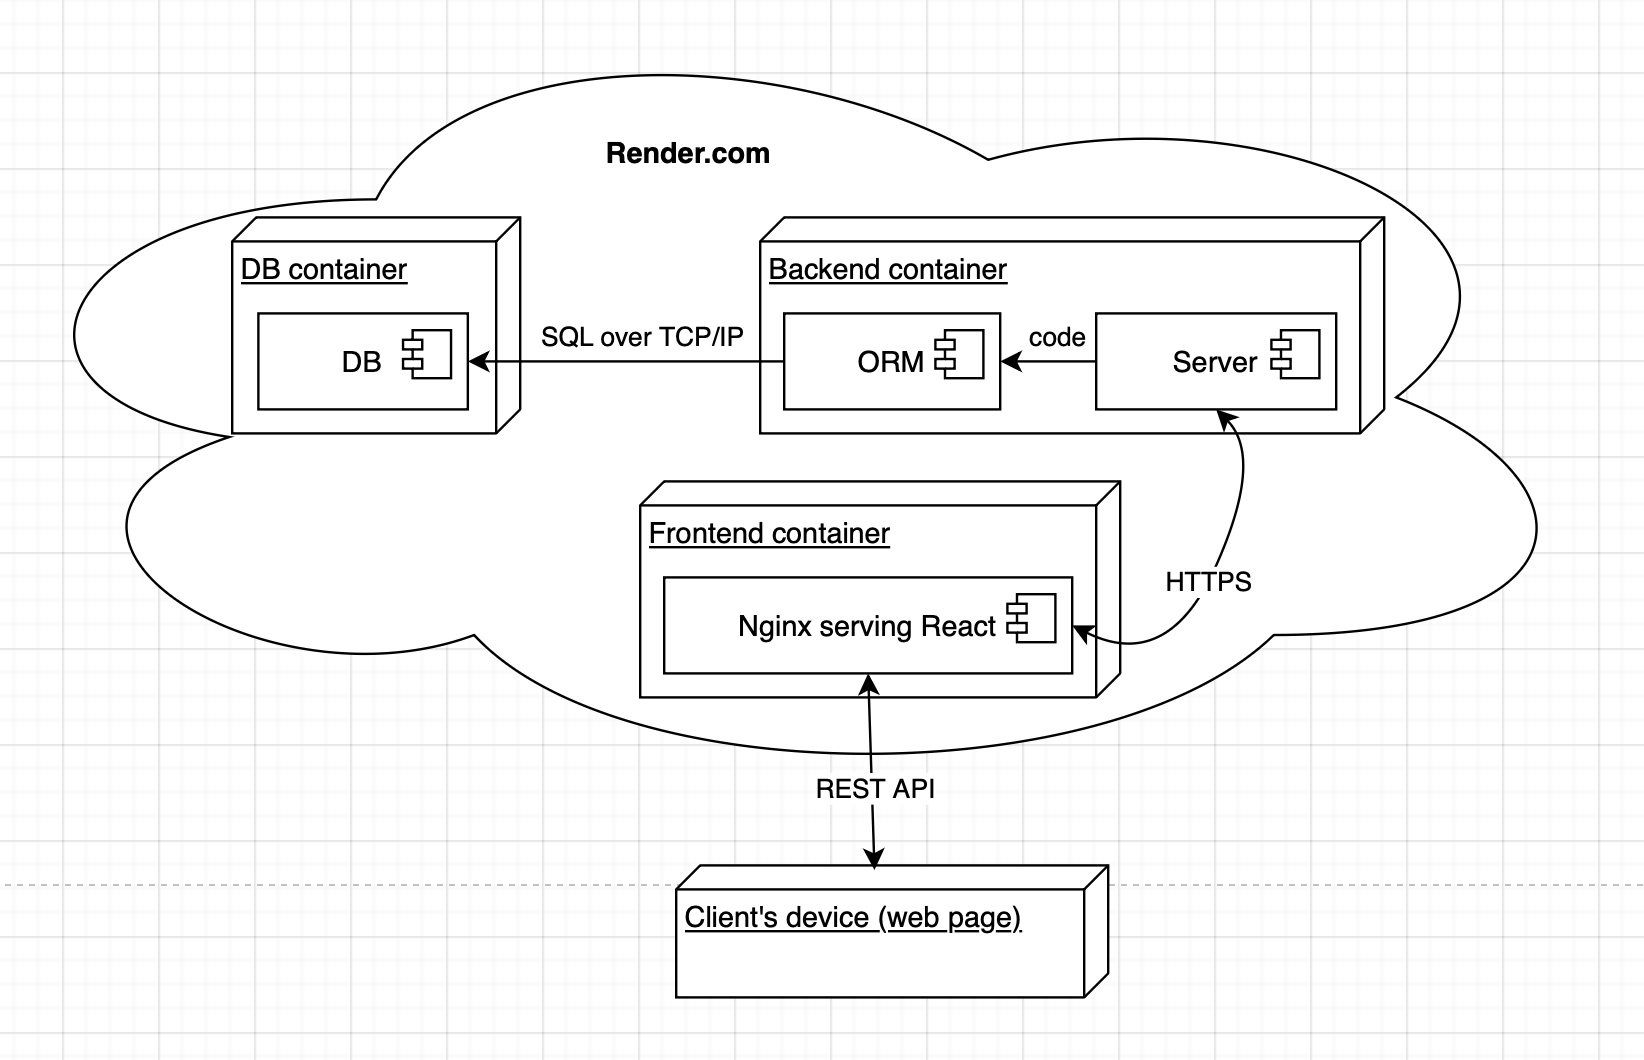 Render.com
DB container
Backend container
DB
SQL over TCP/IP
ORM
code
Server
Frontend container
Nginx serving React
HTTPS
REST API
Client's device (web page)